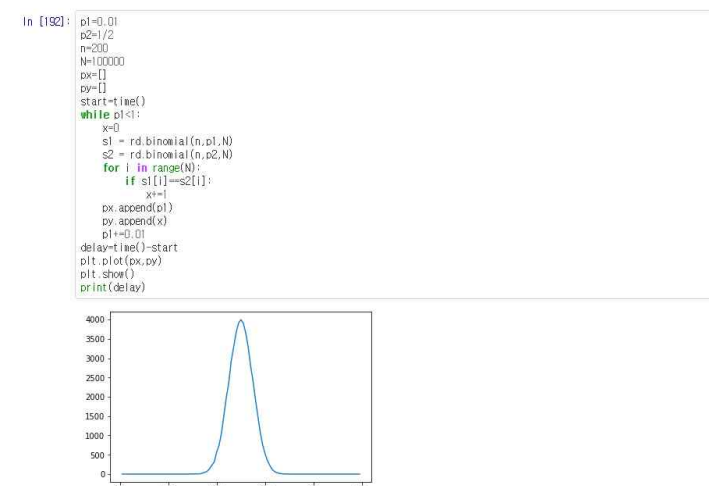 In [192]:
p1=0.01
p2=1/2
n=200
N=100000
px=[]
py=[]
start=time()
while p1<1:
    x=0
    s1 = rd.binomial(n,p1,N)
    s2 = rd.binomial(n,p2,N)
    for i in range(N):
        if s1[i]==s2[i]:
            x+=1
    px.append(p1)
    py.append(x)
    p1+=0.01
delay=time()-start
plt.plot(px,py)
plt.show()
print(delay)
4000
3500
3000
2500
2000
1500
1000
500
0